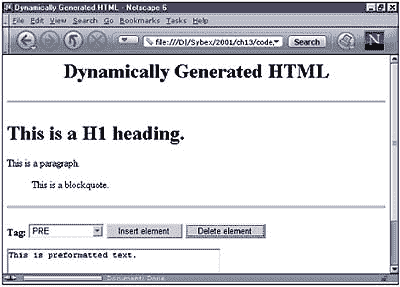 Dynamically Generated HTML - Netscape 6
File Edit View Search Go Bookmarks Tasks Help
file:///D|/Sybex/2001/ch13/code, Search
N
Dynamically Generated HTML
This is a H1 heading.
This is a paragraph.
This is a blockquote.
Tag: PRE Insert element Delete element
This is preformatted text.
Document: Done